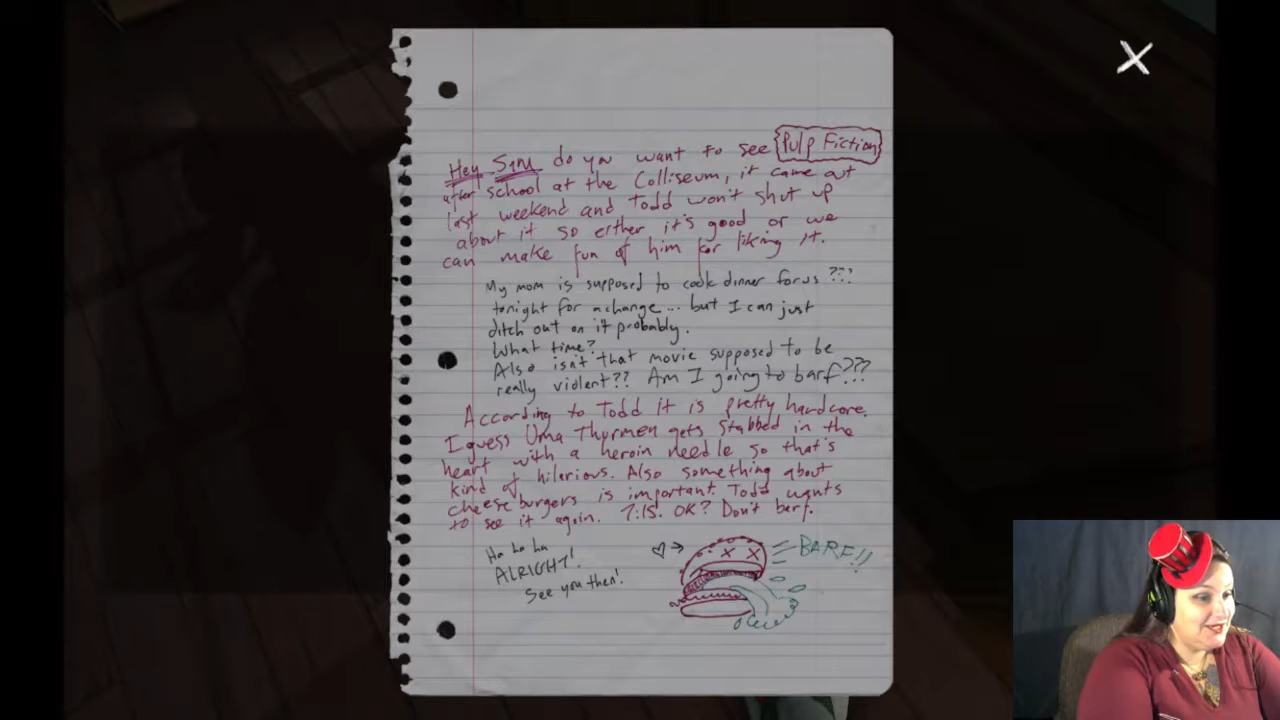 Hey Sam do you want to see Pulp Fiction
after school at the Colliseum, it came out
last weekend and Todd won't shut up
about it so either it's good or we
can make fun of him for liking it.
My mom is supposed to cook dinner for us ???
tonight for a change... but I can just
ditch out on it probably.
What time?
Also isn't that movie supposed to be
really violent?? Am I going to barf???
According to Todd it is pretty hardcore.
I guess Uma Thurmen gets stabbed in the
heart with a heroin needle so that's
kind of hilarious. Also something about
cheeseburgers is important. Todd wants
to see it again. 7:15. OK? Don't barf.
Ha ha ha
ALRIGHT!
See you then!
BARF!!